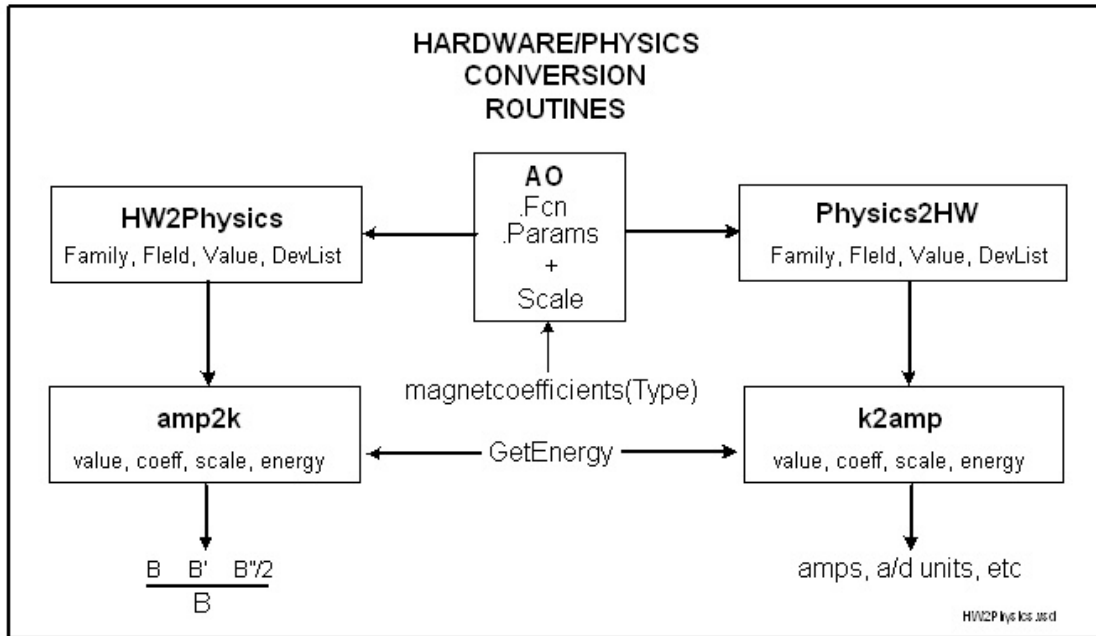 HARDWARE/PHYSICS
CONVERSION
ROUTINES
AO
.Fcn
.Params
+
Scale
HW2Physics
Family, FIeld, Value, DevList
Physics2HW
Family, FIeld, Value, DevList
magnetcoefficients(Type)
amp2k
value, coeff, scale, energy
GetEnergy
k2amp
value, coeff, scale, energy
B B' B"/2
B
amps, a/d units, etc
HW2Physics.vsd